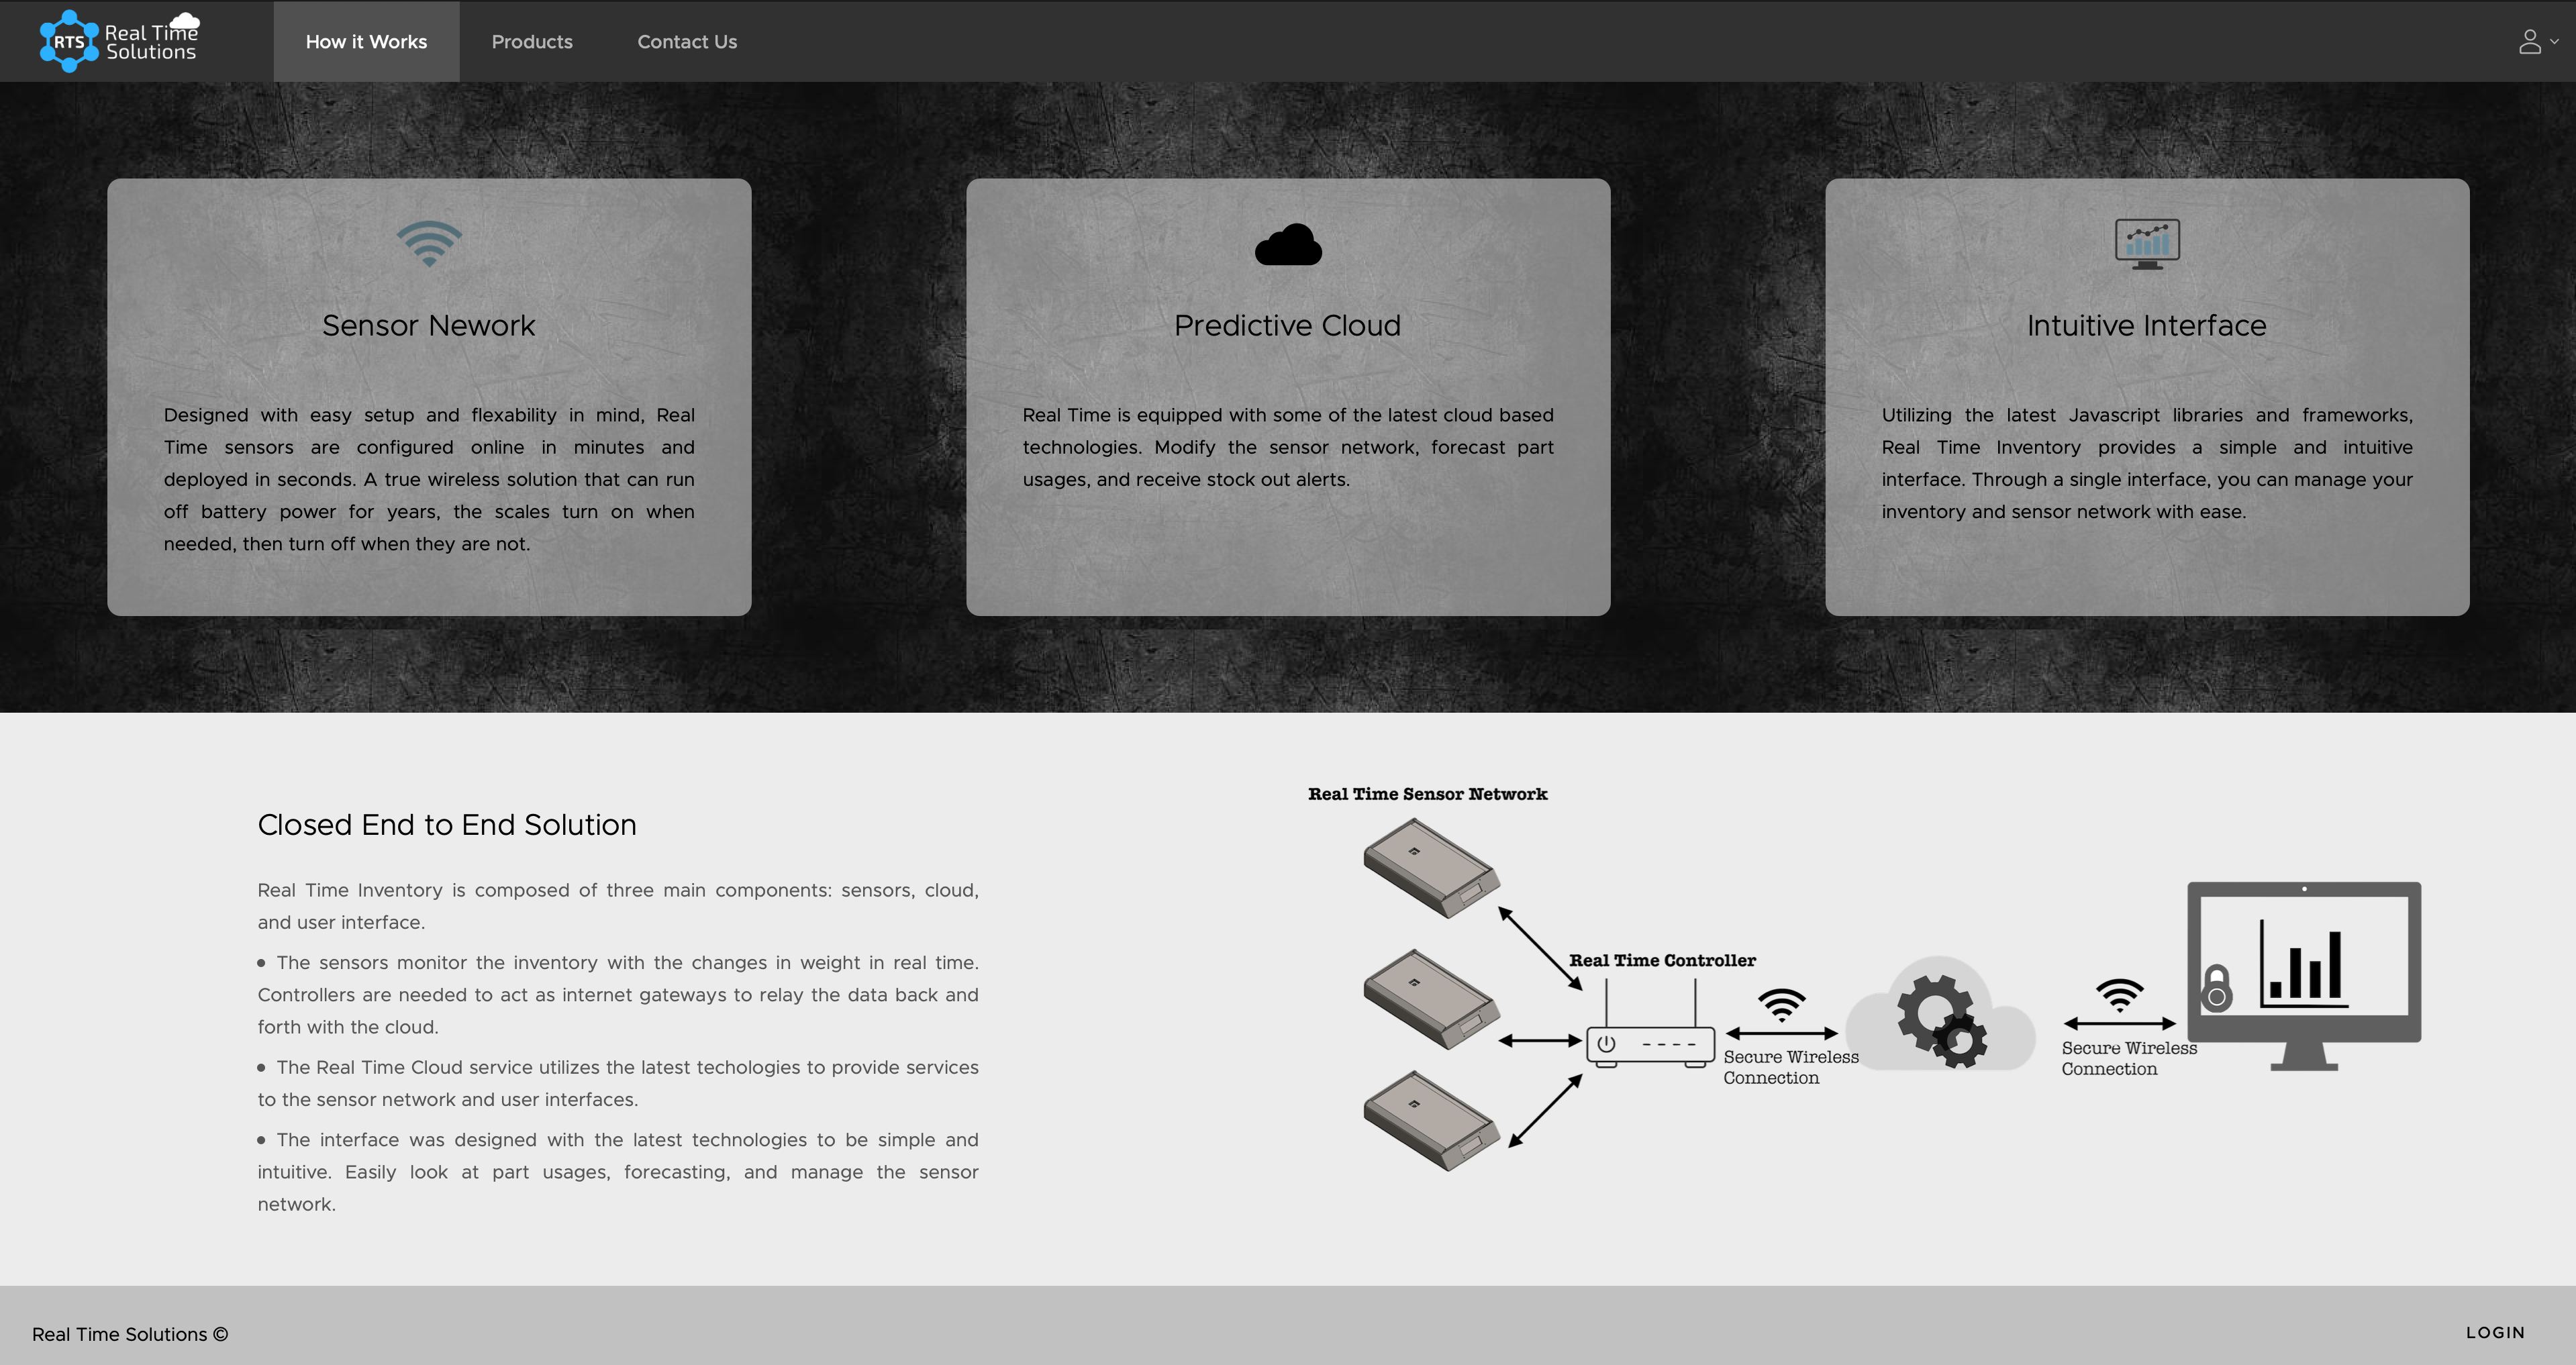 RTS
Real Time
Solutions
How it Works
Products
Contact Us
Sensor Nework
Designed with easy setup and flexability in mind, Real
Time sensors are configured online in minutes and
deployed in seconds. A true wireless solution that can run
off battery power for years, the scales turn on when
needed, then turn off when they are not.
Predictive Cloud
Real Time is equipped with some of the latest cloud based
technologies. Modify the sensor network, forecast part
usages, and receive stock out alerts.
Intuitive Interface
Utilizing the latest Javascript libraries and frameworks,
Real Time Inventory provides a simple and intuitive
interface. Through a single interface, you can manage your
inventory and sensor network with ease.
Closed End to End Solution
Real Time Inventory is composed of three main components: sensors, cloud,
and user interface.
• The sensors monitor the inventory with the changes in weight in real time.
Controllers are needed to act as internet gateways to relay the data back and
forth with the cloud.
• The Real Time Cloud service utilizes the latest techologies to provide services
to the sensor network and user interfaces.
• The interface was designed with the latest technologies to be simple and
intuitive. Easily look at part usages, forecasting, and manage the sensor
network.
Real Time Sensor Network
Real Time Controller
Secure Wireless
Connection
Secure Wireless
Connection
Real Time Solutions ©
LOGIN